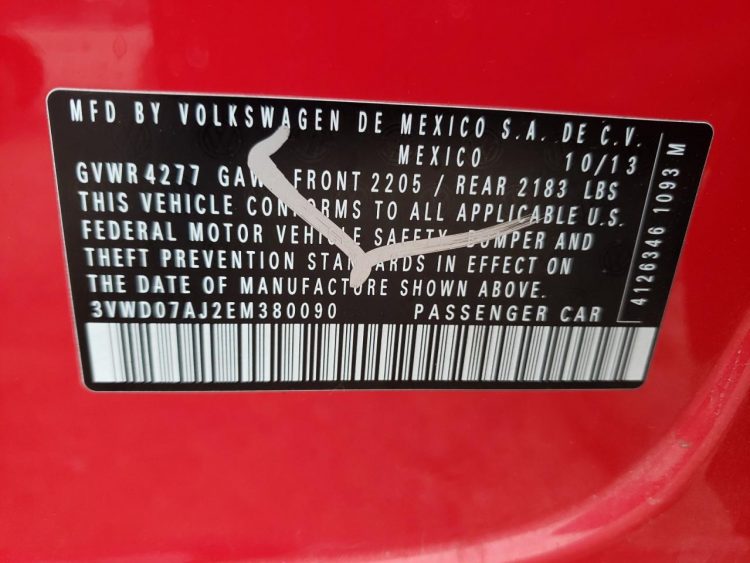 MFD BY VOLKSWAGEN DE MEXICO S.A. DE C.V.
MEXICO 10/13
GVWR 4277 GAWR FRONT 2205 / REAR 2183 LBS
THIS VEHICLE CONFORMS TO ALL APPLICABLE U.S.
FEDERAL MOTOR VEHICLE SAFETY, BUMPER AND
THEFT PREVENTION STANDARDS IN EFFECT ON
THE DATE OF MANUFACTURE SHOWN ABOVE.
3VWD07AJ2EM380090 PASSENGER CAR
4126346 1093 M